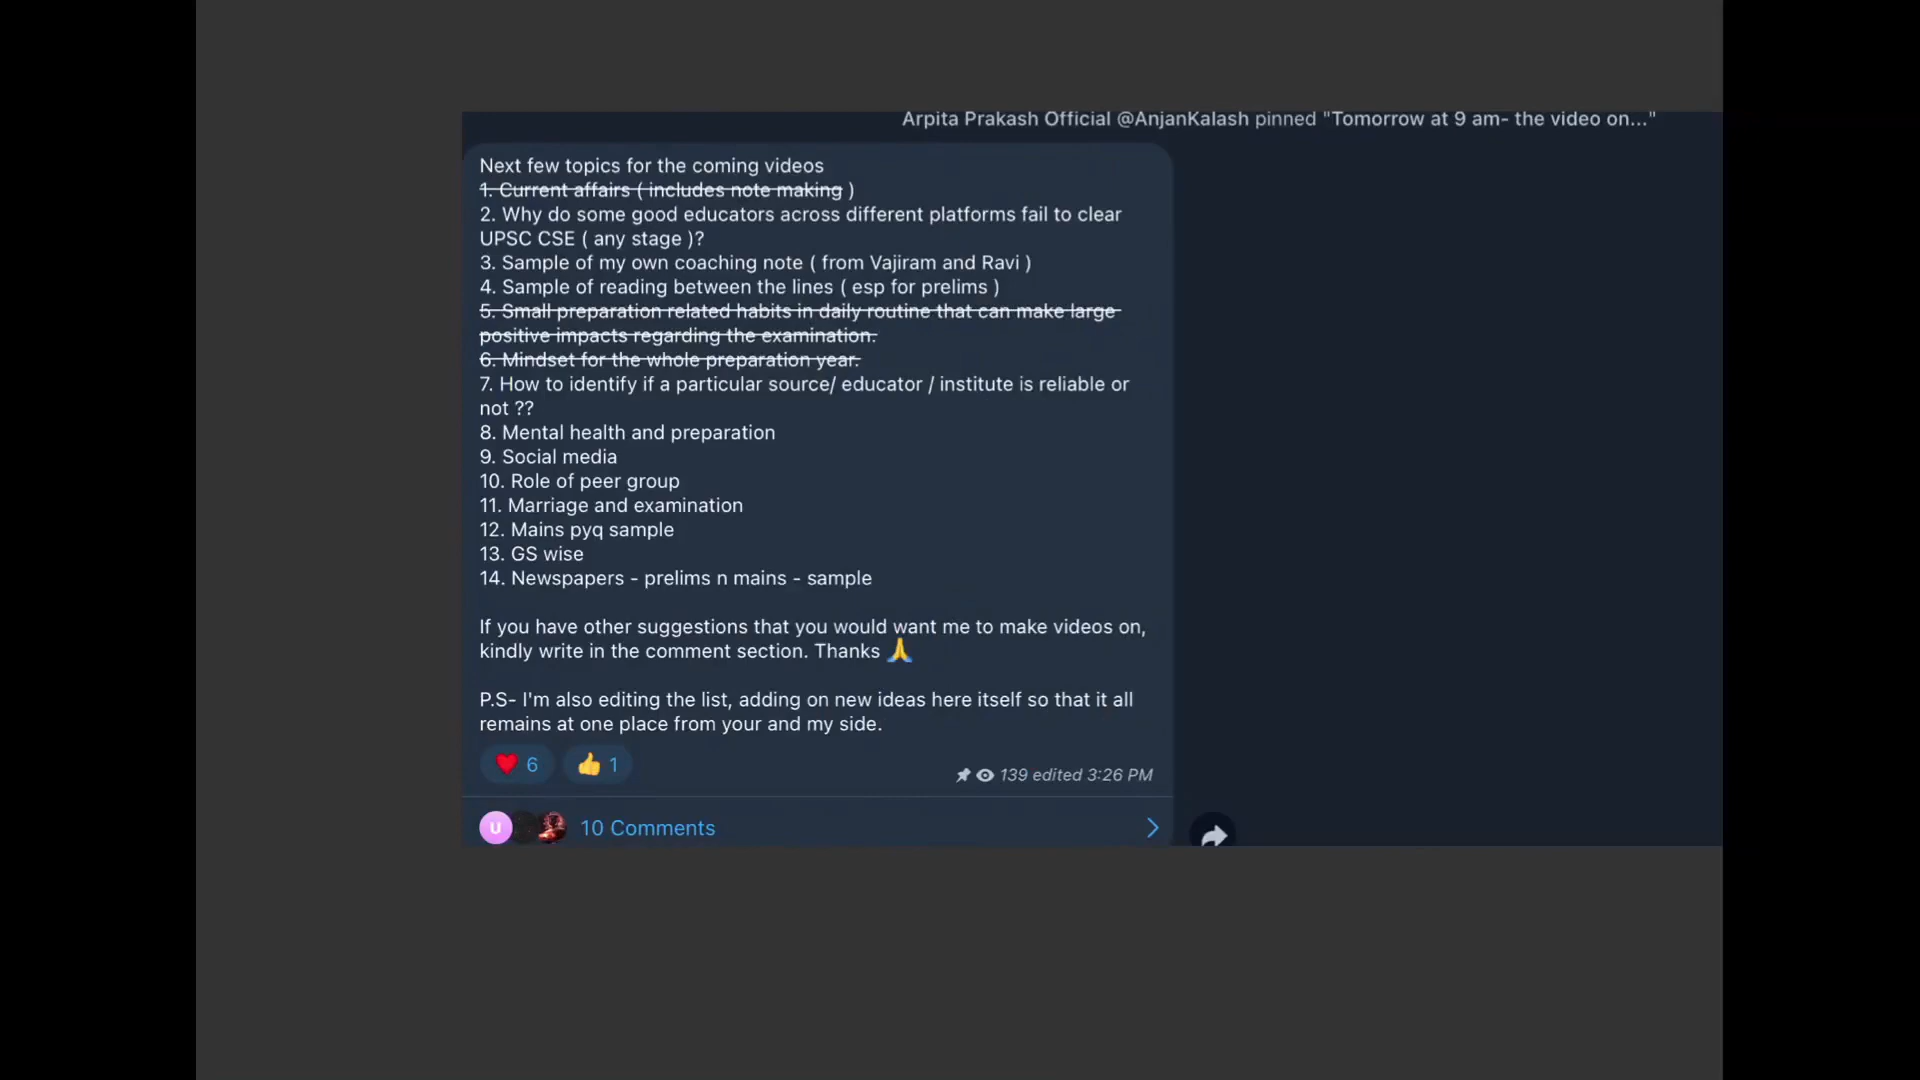 Arpita Prakash Official @AnjanKalash pinned "Tomorrow at 9 am- the video on..."
Next few topics for the coming videos
1. Current affairs ( includes note making )
2. Why do some good educators across different platforms fail to clear
UPSC CSE ( any stage )?
3. Sample of my own coaching note ( from Vajiram and Ravi )
4. Sample of reading between the lines ( esp for prelims )
5. Small preparation related habits in daily routine that can make large
positive impacts regarding the examination.
6. Mindset for the whole preparation year.
7. How to identify if a particular source/ educator / institute is reliable or
not ??
8. Mental health and preparation
9. Social media
10. Role of peer group
11. Marriage and examination
12. Mains pyq sample
13. GS wise
14. Newspapers - prelims n mains - sample
If you have other suggestions that you would want me to make videos on,
kindly write in the comment section. Thanks 🙏
P.S- I'm also editing the list, adding on new ideas here itself so that it all
remains at one place from your and my side.
❤️ 6 👍 1
139 edited 3:26 PM
U 10 Comments